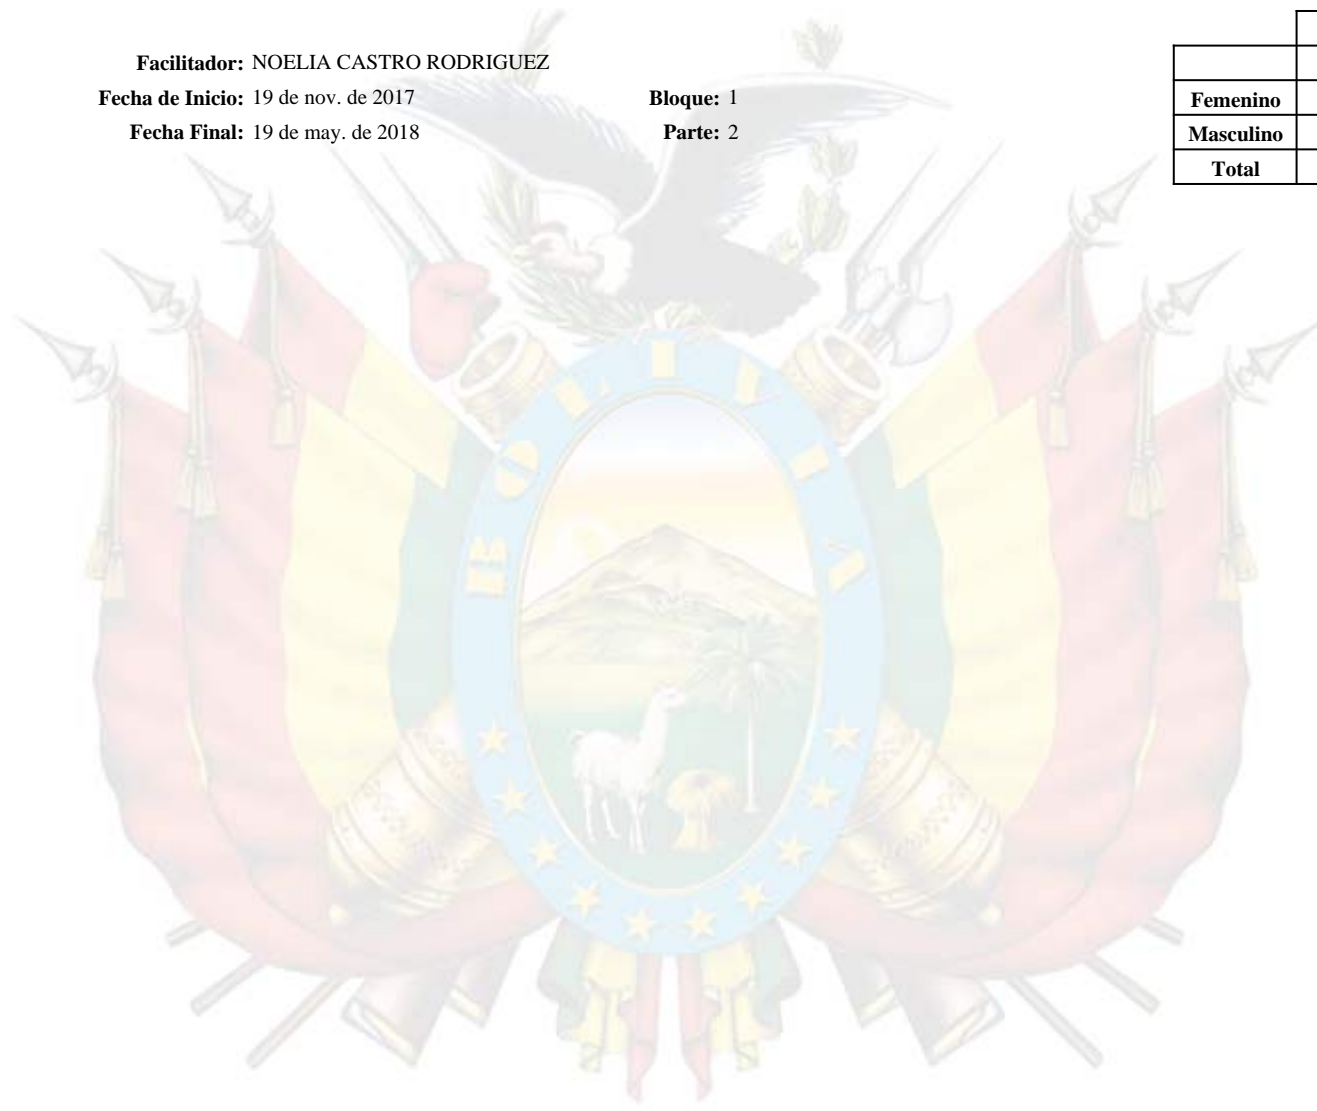 Facilitador: NOELIA CASTRO RODRIGUEZ
Fecha de Inicio: 19 de nov. de 2017 Bloque: 1
Fecha Final: 19 de may. de 2018 Parte: 2
Femenino
Masculino
Total
BOLIVIA